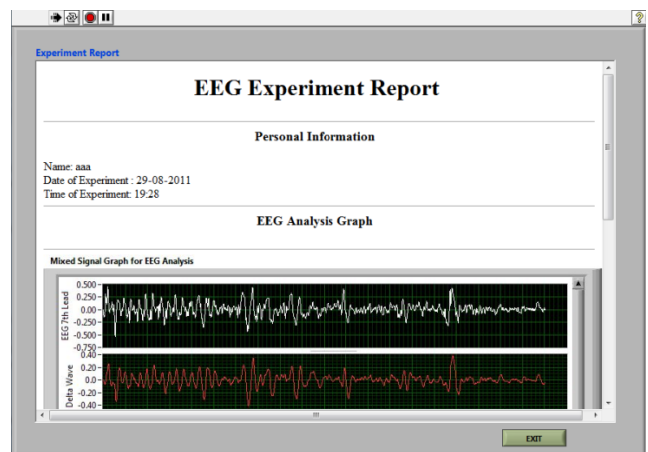 ?
Experiment Report
EEG Experiment Report
Personal Information
Name: aaa
Date of Experiment : 29-08-2011
Time of Experiment: 19:28
EEG Analysis Graph
Mixed Signal Graph for EEG Analysis
EEG 7th Lead
0.500
0.250
0.00
-0.250
-0.500
-0.750
Delta Wave
0.40
0.20
0.0
-0.20
-0.40
EXIT